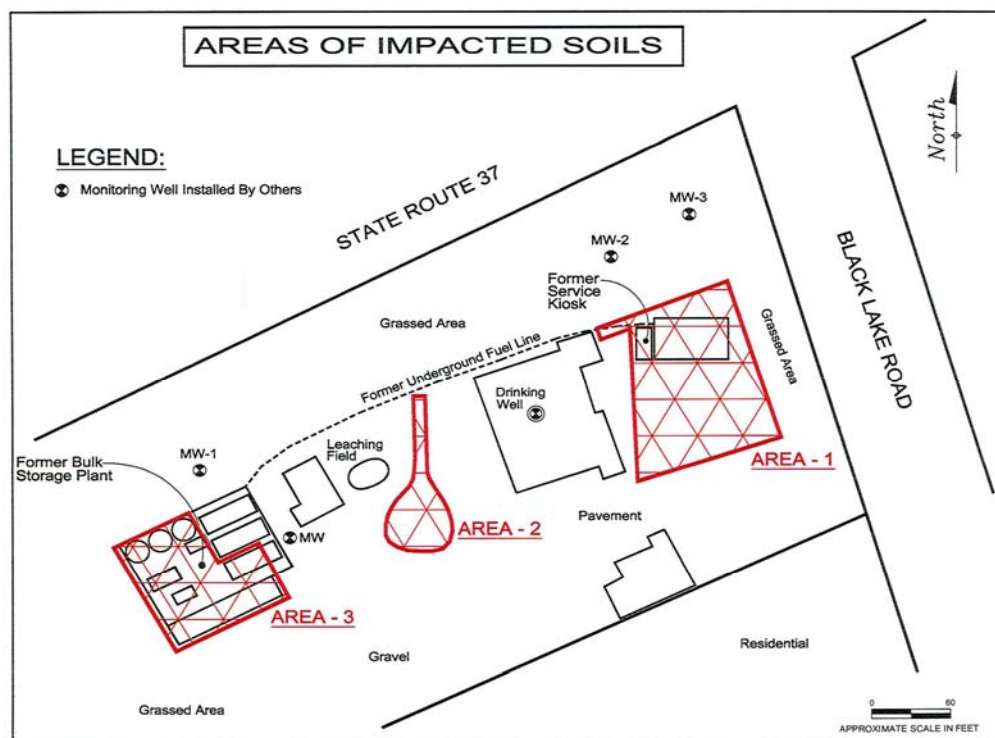 AREAS OF IMPACTED SOILS
North
LEGEND:
Monitoring Well Installed By Others
STATE ROUTE 37
MW-3
MW-2
BLACK LAKE ROAD
Former
Service
Kiosk
Grassed Area
Grassed Area
Former Underground Fuel Line
Drinking
Well
Leaching
Field
MW-1
Former Bulk
Storage Plant
AREA - 1
Pavement
AREA - 2
MW
AREA - 3
Gravel
Residential
Grassed Area
0 60
APPROXIMATE SCALE IN FEET